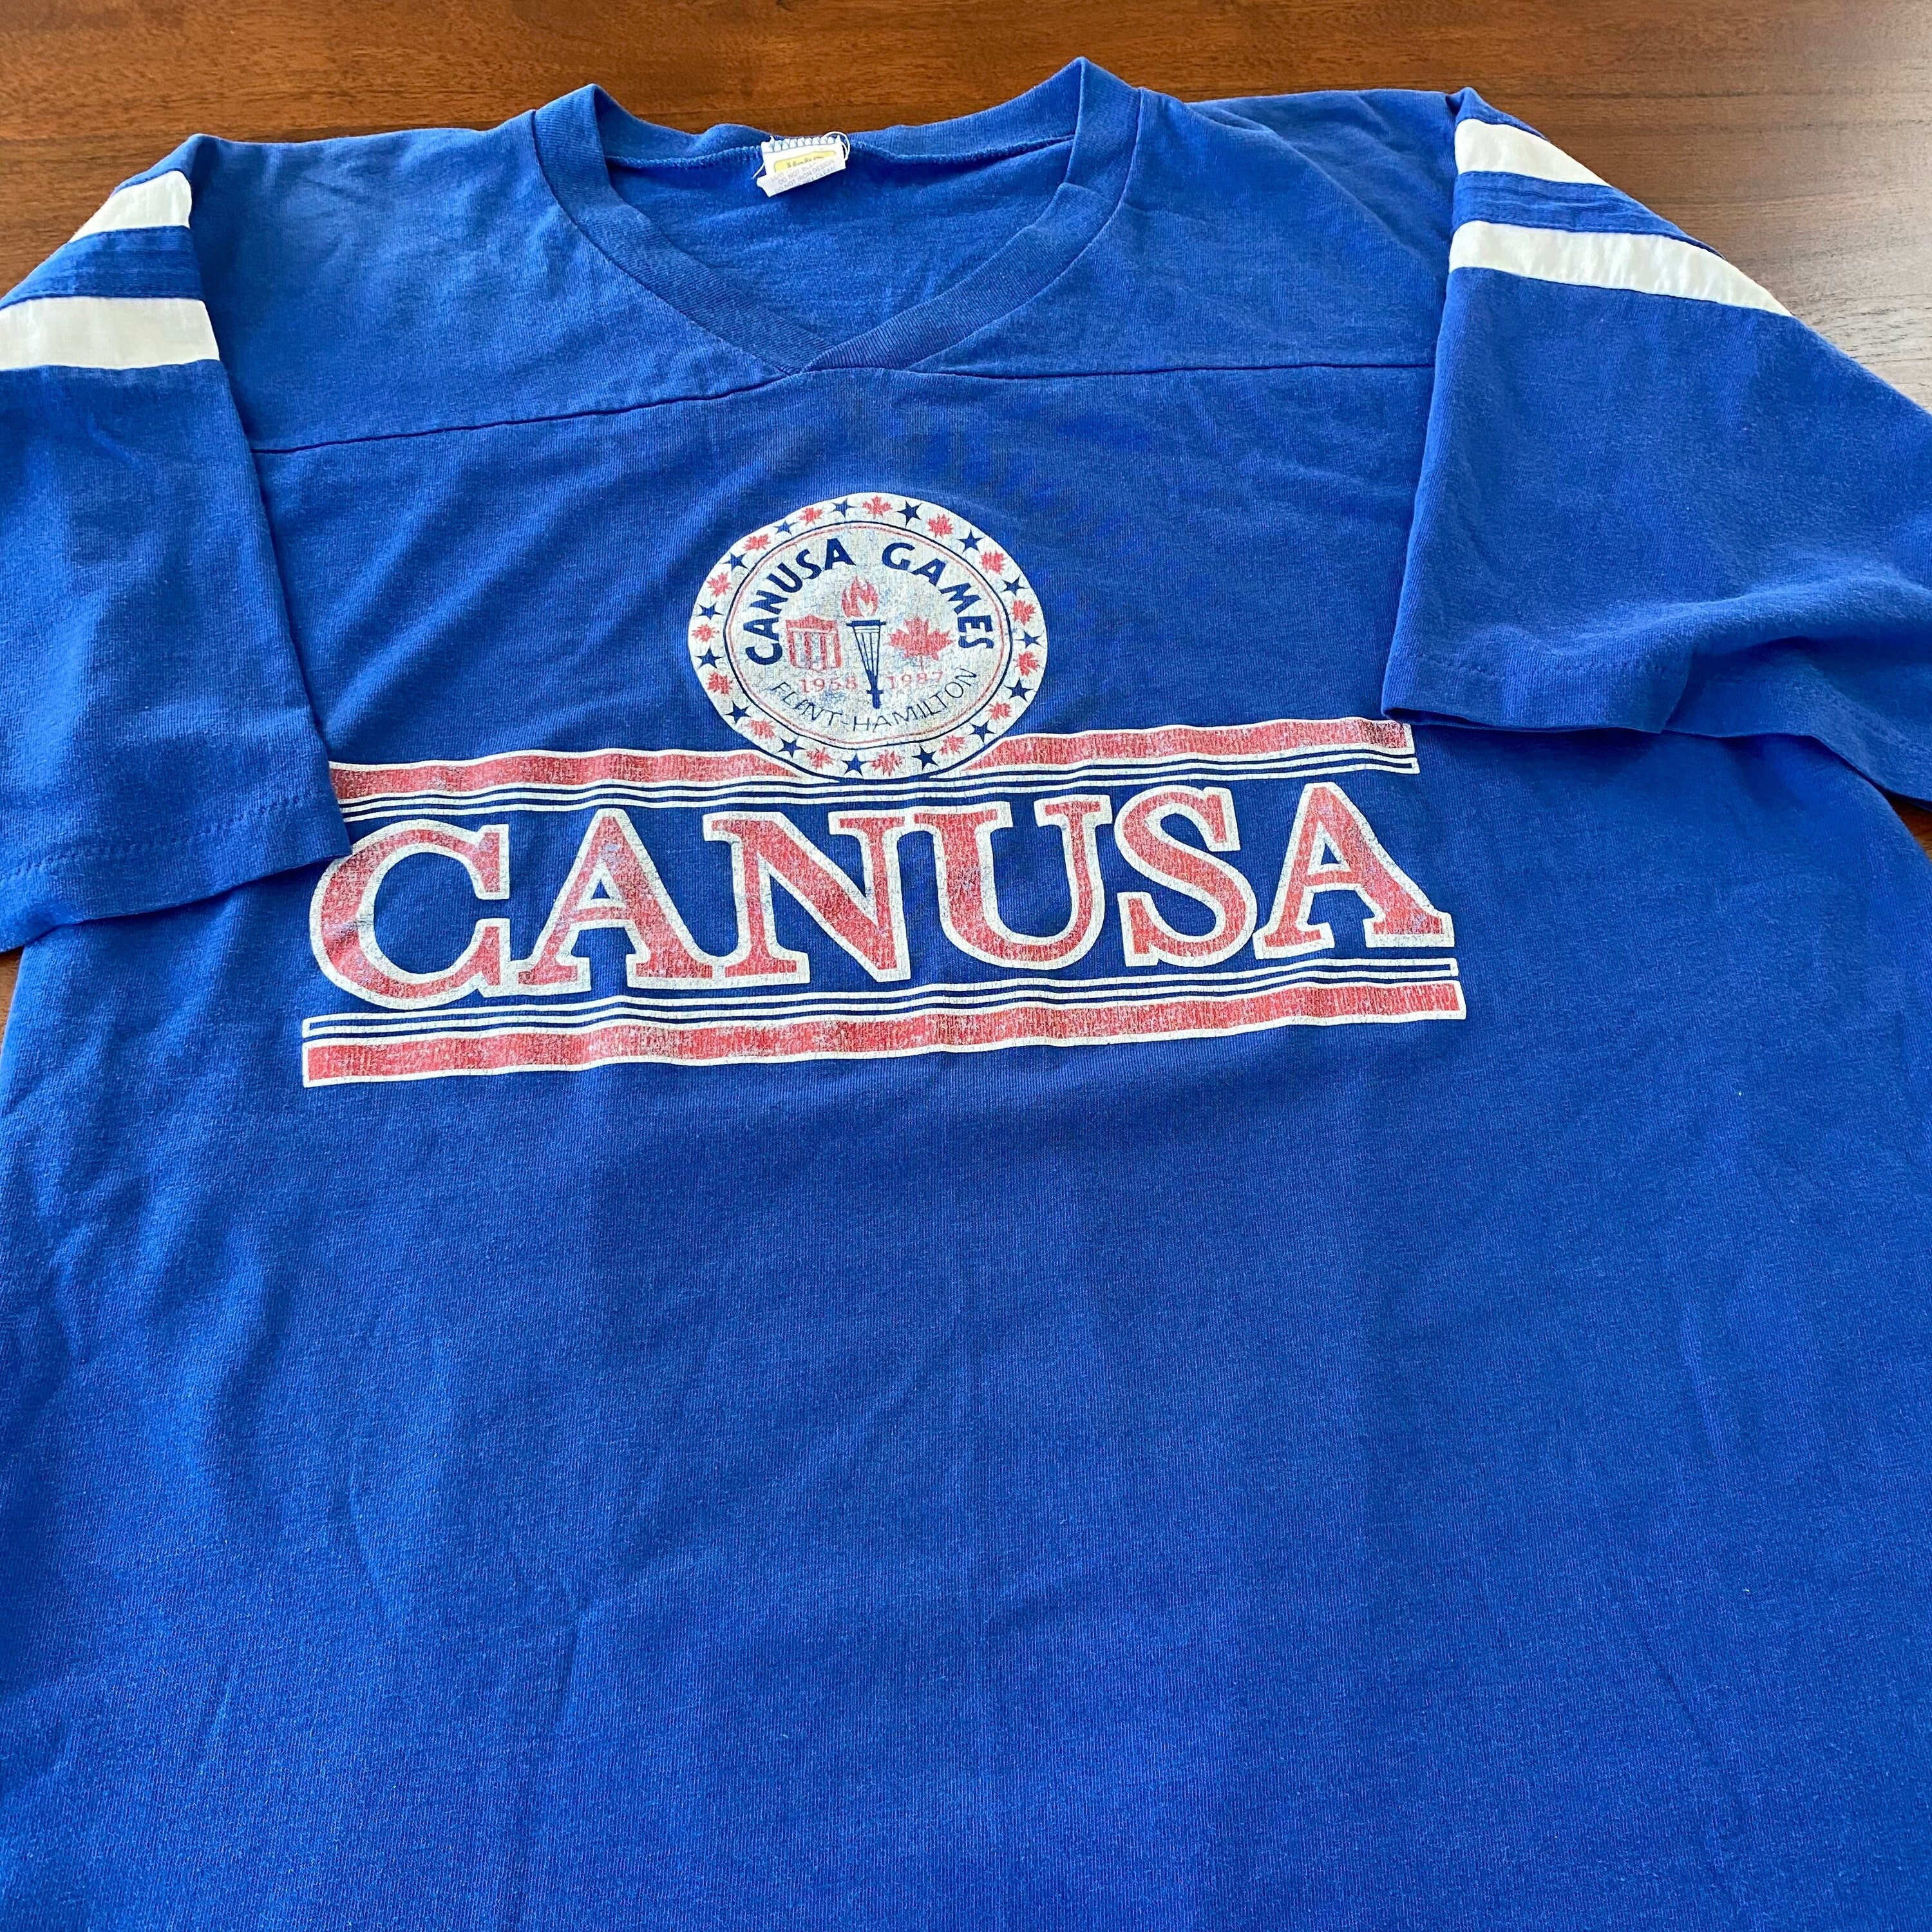 CANUSA GAMES
1958 1987
FLINT-HAMILTON
CANUSA